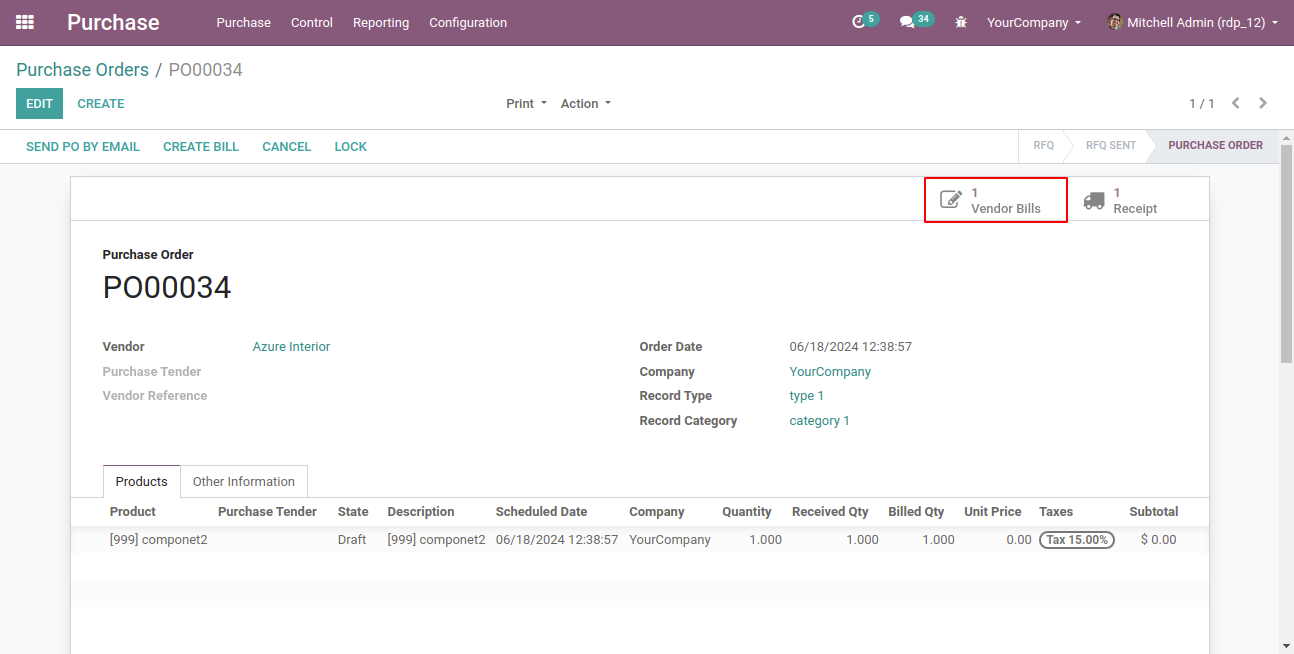 Purchase Purchase Control Reporting Configuration 5 34 YourCompany Mitchell Admin (rdp_12)
Purchase Orders / PO00034
EDIT CREATE Print Action 1 / 1
SEND PO BY EMAIL CREATE BILL CANCEL LOCK RFQ RFQ SENT PURCHASE ORDER
1 Vendor Bills
1 Receipt
Purchase Order
PO00034
Vendor Azure Interior
Purchase Tender
Vendor Reference
Order Date 06/18/2024 12:38:57
Company YourCompany
Record Type type 1
Record Category category 1
Products Other Information
Product Purchase Tender State Description Scheduled Date Company Quantity Received Qty Billed Qty Unit Price Taxes Subtotal
[999] componet2 Draft [999] componet2 06/18/2024 12:38:57 YourCompany 1.000 1.000 1.000 0.00 Tax 15.00% $ 0.00